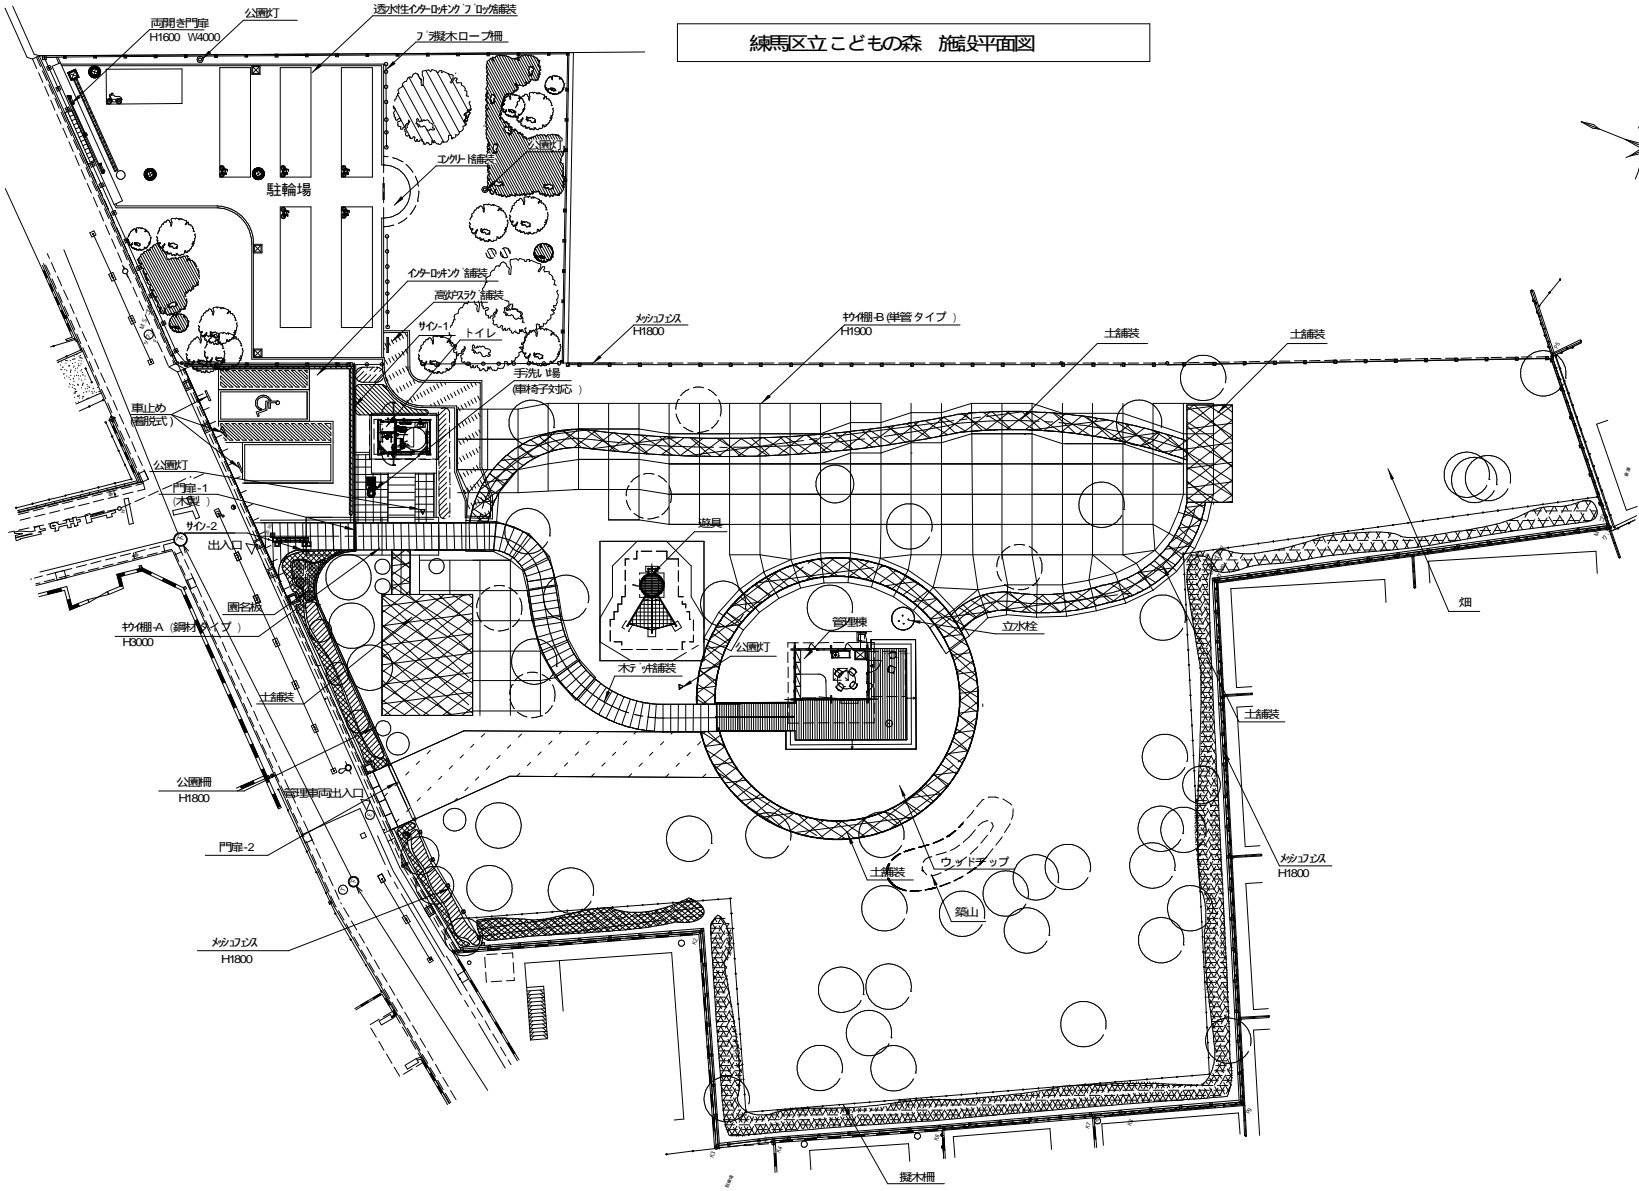 練馬区立こどもの森　施設平面図
両開き門扉
H1600 W4000
公園灯
透水性インターロッキングブロック舗装
プラ擬木ロープ柵
コンクリート舗装
公園灯
駐輪場
インターロッキング舗装
高炉スラグ舗装
サイン-1
トイレ
手洗い場
(車椅子対応)
メッシュフェンス
H1800
キウイ棚-B(単管タイプ)
H1900
土舗装
土舗装
車止め
(着脱式)
公園灯
門扉-1
(木製)
サイン-2
出入口
遊具
園名板
キウイ棚-A(鋼材タイプ)
H3000
畑
立水栓
管理棟
公園灯
木デッキ舗装
土舗装
土舗装
公園柵
H1800
管理車両出入口
門扉-2
土舗装
ウッドチップ
築山
メッシュフェンス
H1800
メッシュフェンス
H1800
擬木柵